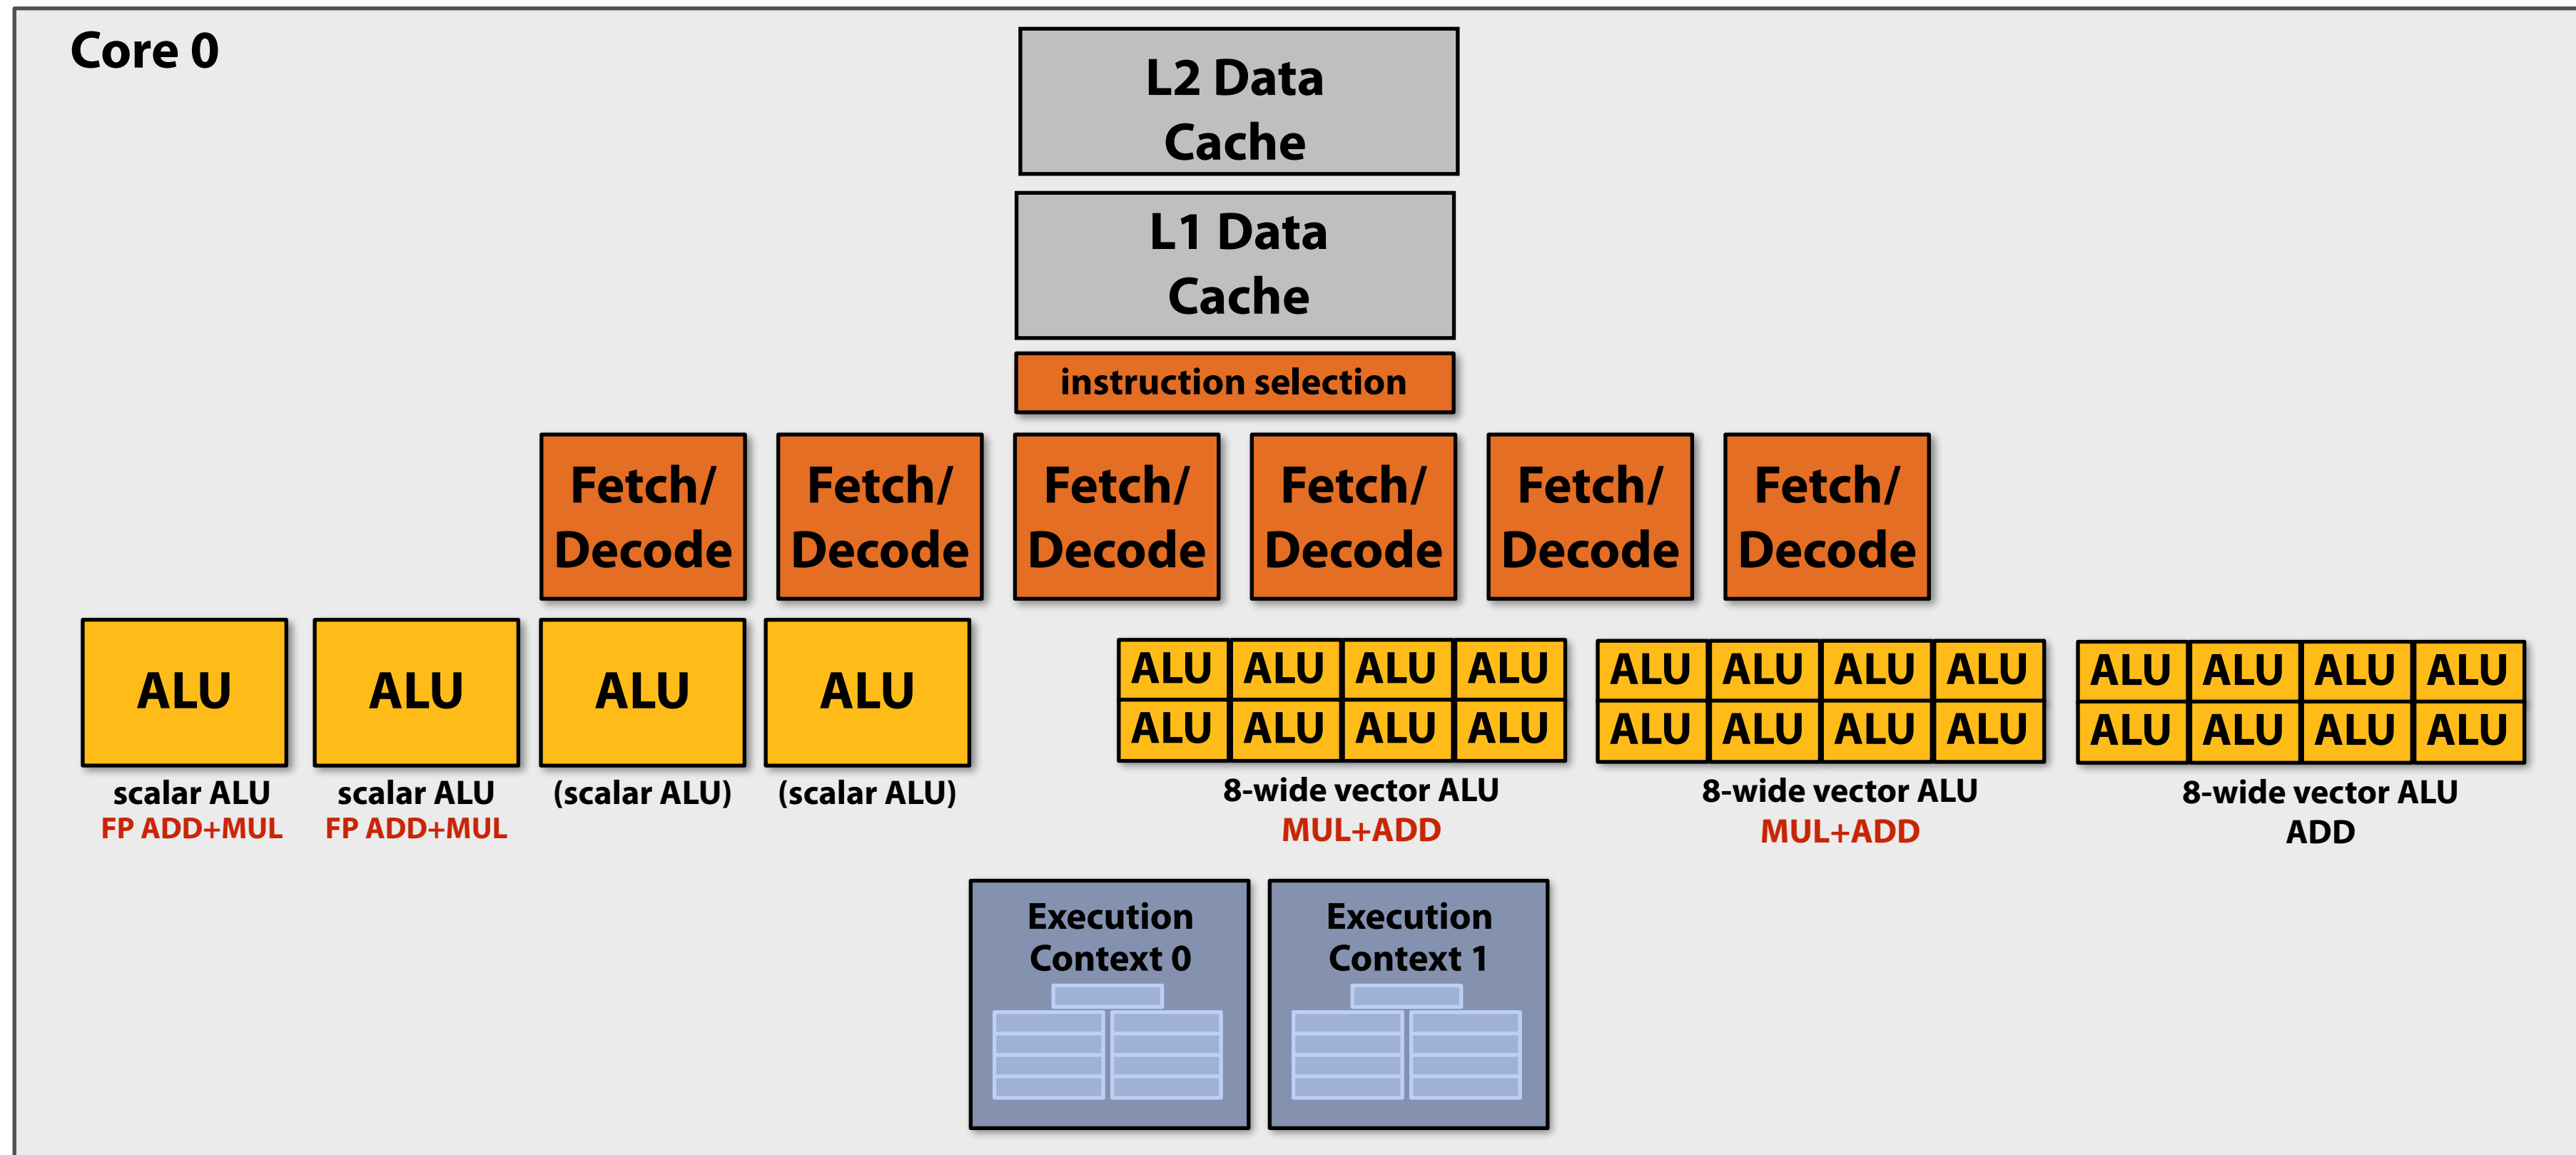 Core 0
L2 Data
Cache
L1 Data
Cache
instruction selection
Fetch/
Decode
Fetch/
Decode
Fetch/
Decode
Fetch/
Decode
Fetch/
Decode
Fetch/
Decode
ALU
scalar ALU
FP ADD+MUL
ALU
scalar ALU
FP ADD+MUL
ALU
(scalar ALU)
ALU
(scalar ALU)
ALU ALU ALU ALU
ALU ALU ALU ALU
8-wide vector ALU
MUL+ADD
ALU ALU ALU ALU
ALU ALU ALU ALU
8-wide vector ALU
MUL+ADD
ALU ALU ALU ALU
ALU ALU ALU ALU
8-wide vector ALU
ADD
Execution
Context 0
Execution
Context 1